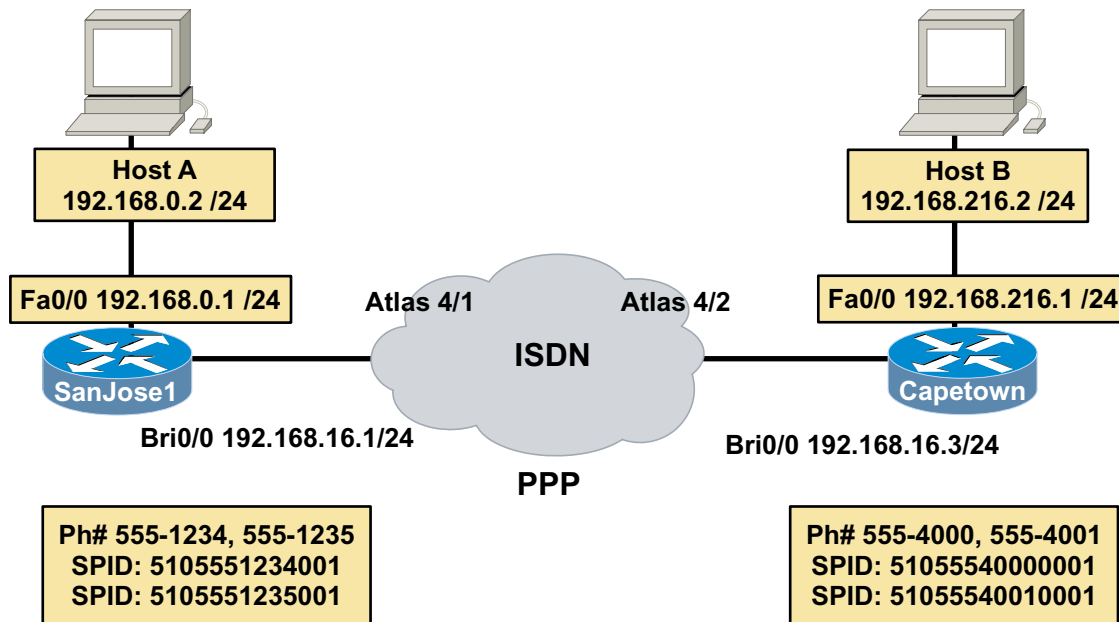 Host A
192.168.0.2 /24
Host B
192.168.216.2 /24
Fa0/0 192.168.0.1 /24
Atlas 4/1
Atlas 4/2
Fa0/0 192.168.216.1 /24
ISDN
SanJose1
Capetown
Bri0/0 192.168.16.1/24
Bri0/0 192.168.16.3/24
PPP
Ph# 555-1234, 555-1235
SPID: 5105551234001
SPID: 5105551235001
Ph# 555-4000, 555-4001
SPID: 51055540000001
SPID: 51055540010001